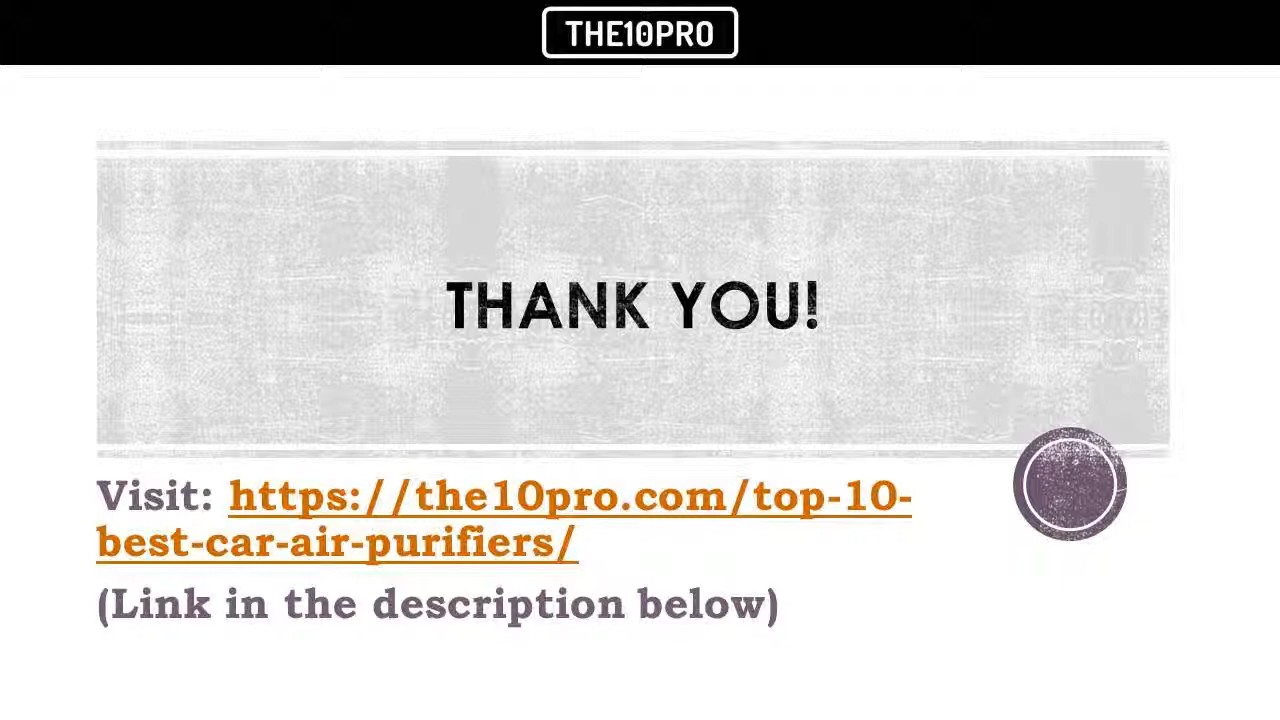 THE10PRO
THANK YOU!
Visit: https://the10pro.com/top-10-
best-car-air-purifiers/
(Link in the description below)